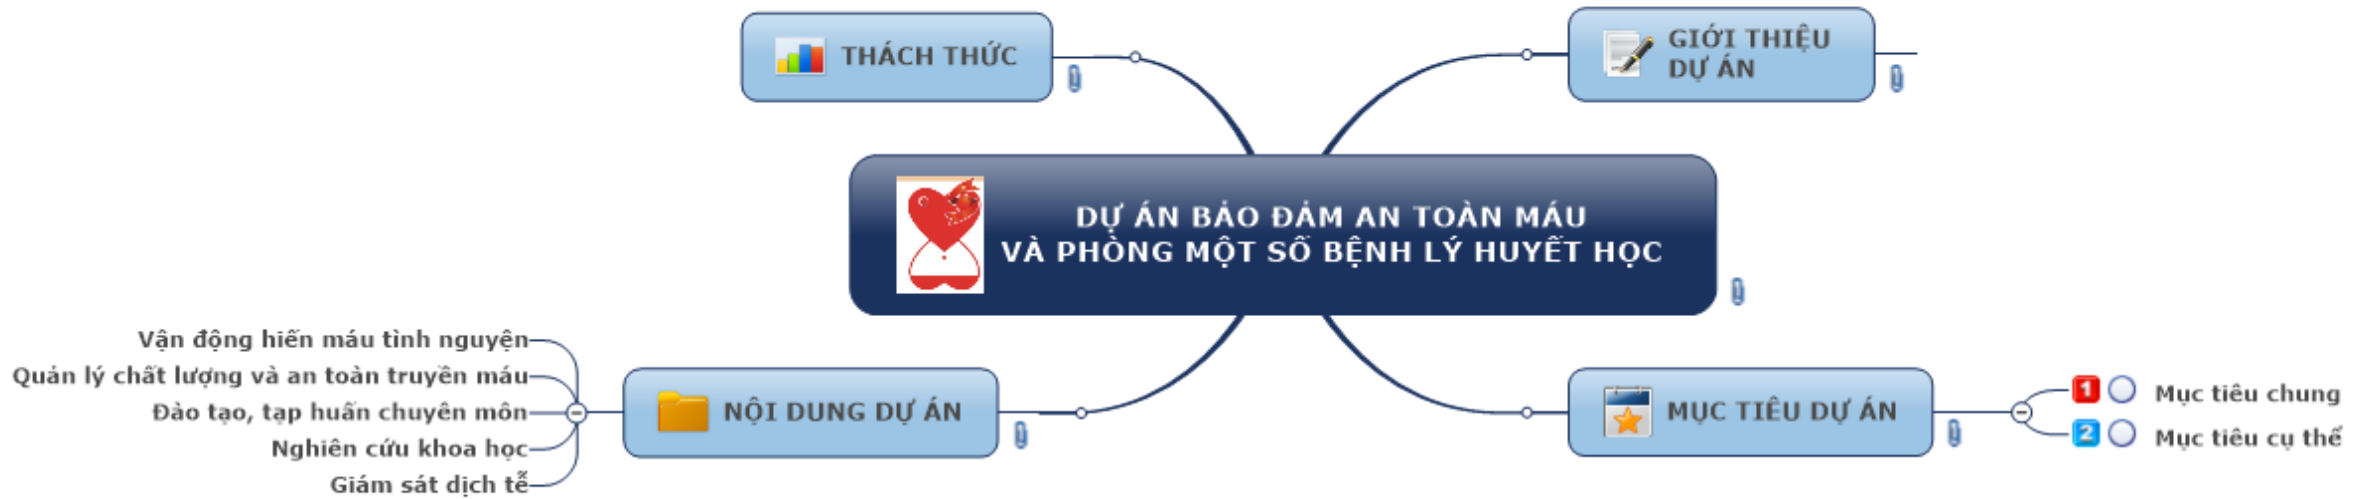 THÁCH THỨC
GIỚI THIỆU
DỰ ÁN
DỰ ÁN BẢO ĐẢM AN TOÀN MÁU
VÀ PHÒNG MỘT SỐ BỆNH LÝ HUYẾT HỌC
Vận động hiến máu tình nguyện
Quản lý chất lượng và an toàn truyền máu
Đào tạo, tạp huấn chuyên môn
Nghiên cứu khoa học
Giám sát dịch tễ
NỘI DUNG DỰ ÁN
MỤC TIÊU DỰ ÁN
1 Mục tiêu chung
2 Mục tiêu cụ thể